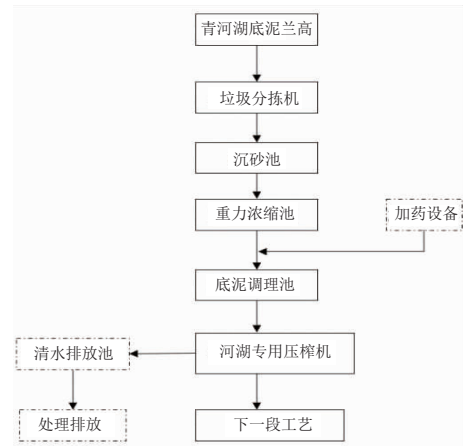 青河湖底泥兰高
垃圾分拣机
沉砂池
重力浓缩池
加药设备
底泥调理池
清水排放池
河湖专用压榨机
处理排放
下一段工艺